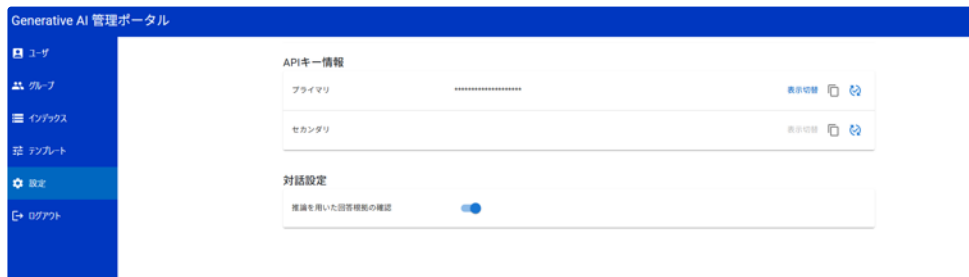 Generative AI 管理ポータル
ユーザ
グループ
インデックス
テンプレート
設定
ログアウト
APIキー情報
プライマリ ******************** 表示切替
セカンダリ 表示切替
対話設定
推論を用いた回答根拠の確認